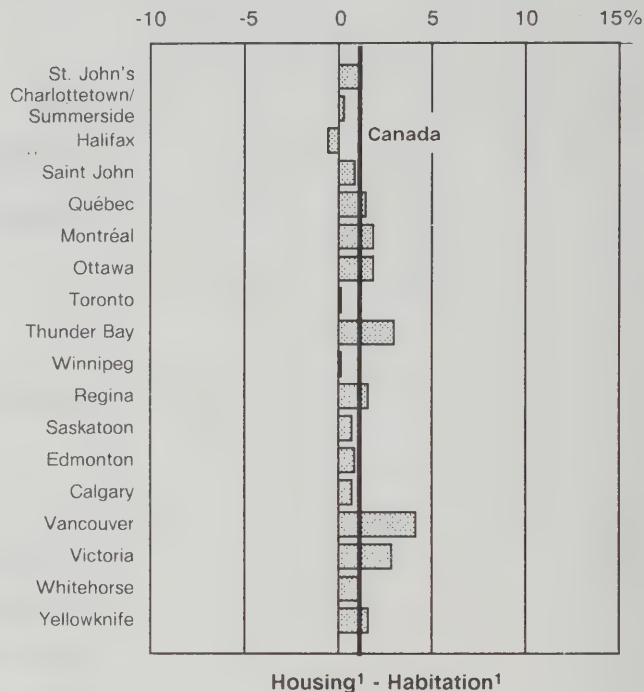 -10 -5 0 5 10 15%
St. John's
Charlottetown/
Summerside
Halifax
Canada
Saint John
Québec
Montréal
Ottawa
Toronto
Thunder Bay
Winnipeg
Regina
Saskatoon
Edmonton
Calgary
Vancouver
Victoria
Whitehorse
Yellowknife
Housing¹ - Habitation¹